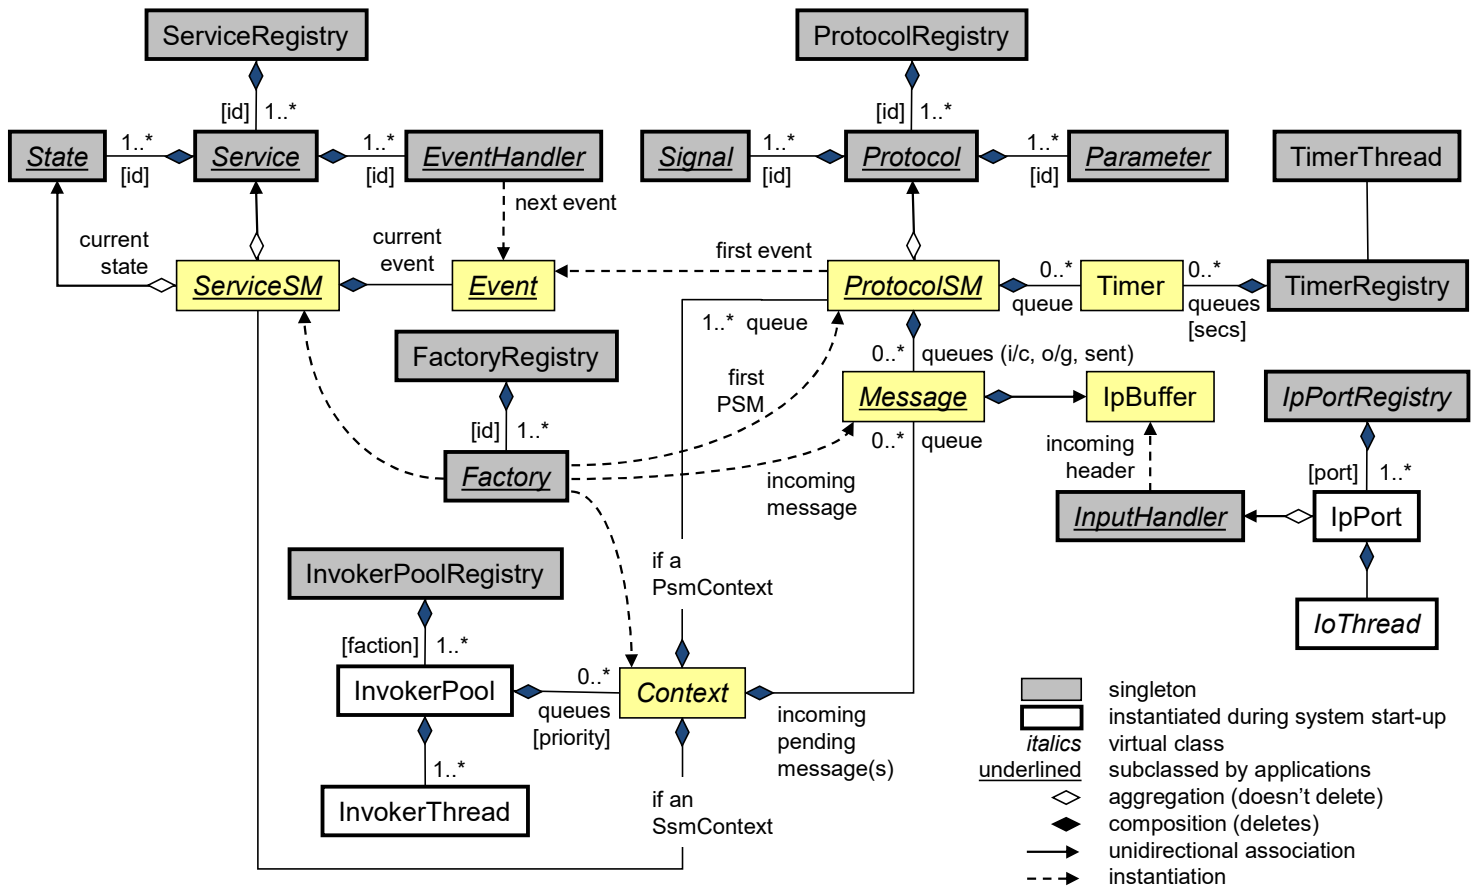 ServiceRegistry
ProtocolRegistry
[id] 1..*
[id] 1..*
State
1..*
[id]
Service
1..*
[id]
EventHandler
Signal
1..*
[id]
Protocol
1..*
[id]
Parameter
TimerThread
next event
current
state
current
event
first event
ServiceSM
Event
ProtocolSM
0..*
queue
Timer
0..*
queues
[secs]
TimerRegistry
1..* queue
FactoryRegistry
0..* queues (i/c, o/g, sent)
first
PSM
Message
IpBuffer
IpPortRegistry
[id] 1..*
0..* queue
incoming
header
Factory
incoming
message
[port] 1..*
InputHandler
IpPort
InvokerPoolRegistry
if a
PsmContext
IoThread
[faction] 1..*
InvokerPool
0..*
queues
[priority]
Context
incoming
pending
message(s)
1..*
InvokerThread
if an
SsmContext
singleton
instantiated during system start-up
italics virtual class
underlined subclassed by applications
aggregation (doesn't delete)
composition (deletes)
unidirectional association
instantiation